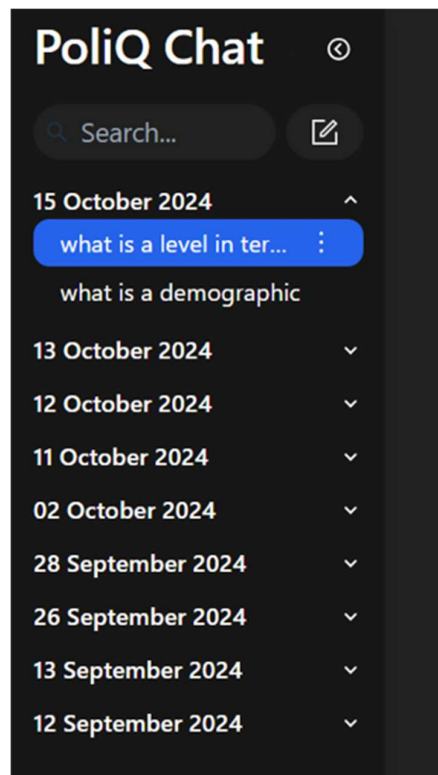 PoliQ Chat
Search...
15 October 2024
what is a level in ter...
what is a demographic
13 October 2024
12 October 2024
11 October 2024
02 October 2024
28 September 2024
26 September 2024
13 September 2024
12 September 2024